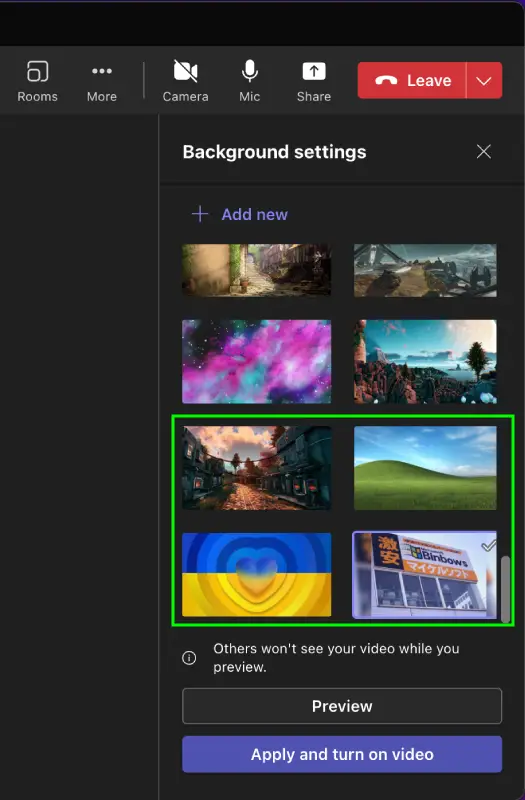 Rooms
More
Camera
Mic
Share
Leave
Background settings
Add new
激安
Binbows
マイケルソフト
Others won't see your video while you
preview.
Preview
Apply and turn on video